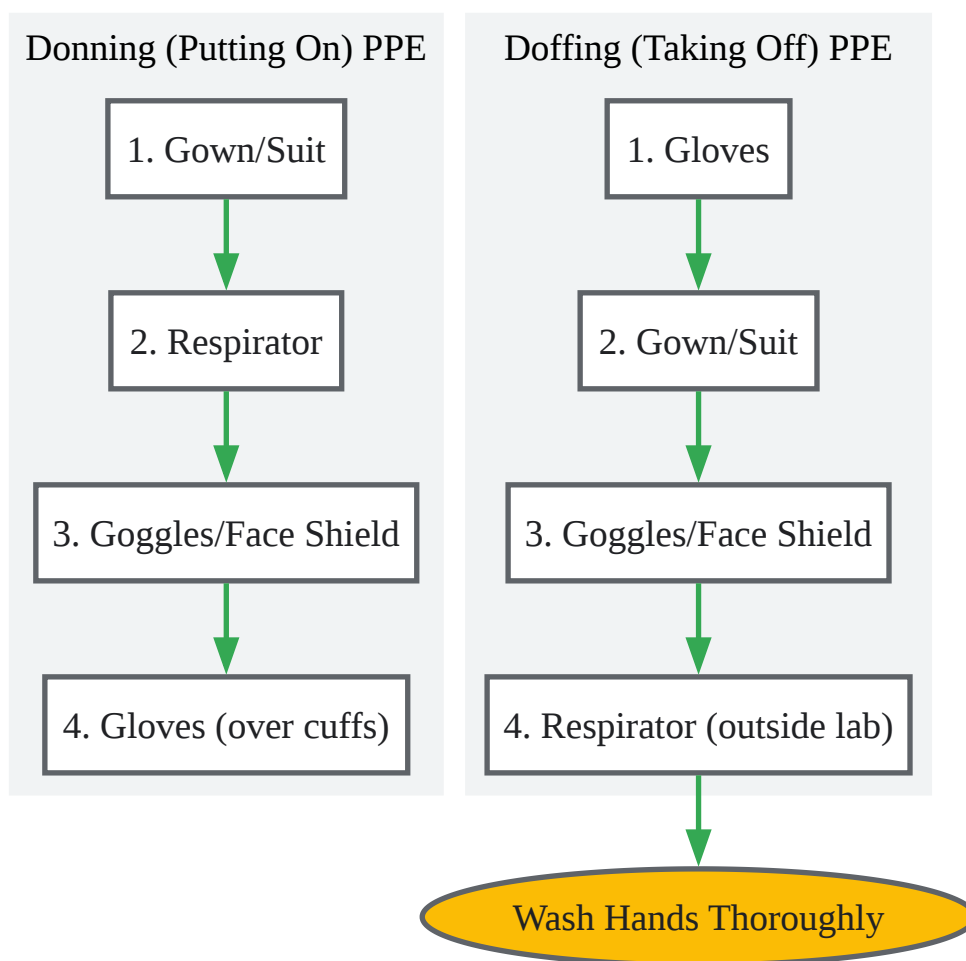 Donning (Putting On) PPE
1. Gown/Suit
2. Respirator
3. Goggles/Face Shield
4. Gloves (over cuffs)
Doffing (Taking Off) PPE
1. Gloves
2. Gown/Suit
3. Goggles/Face Shield
4. Respirator (outside lab)
Wash Hands Thoroughly